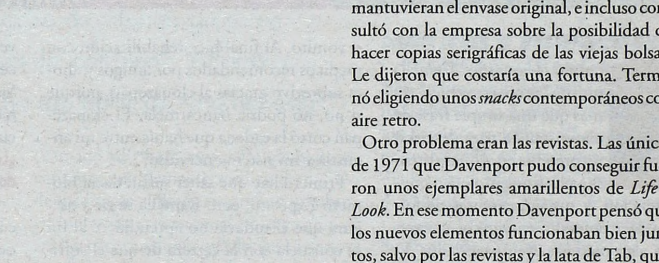 mantuvieran el envase original, e incluso con
sultó con la empresa sobre la posibilidad d
hacer copias serigráficas de las viejas bolsa
Le dijeron que costaría una fortuna. Term
nó eligiendo unos snacks contemporáneos co
aire retro.
Otro problema eran las revistas. Las únic
de 1971 que Davenport pudo conseguir fu
ron unos ejemplares amarillentos de Life
Look. En ese momento Davenport pensó qu
los nuevos elementos funcionaban bien jun
tos, salvo por las revistas y la lata de Tab, qu